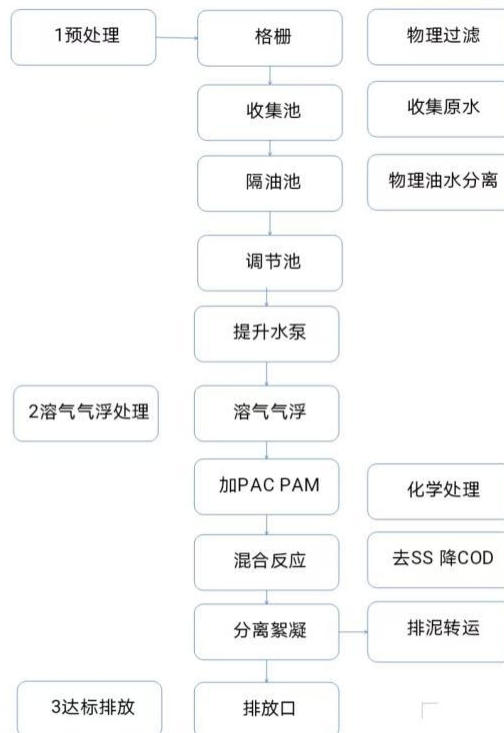 1预处理
格栅
物理过滤
收集池
收集原水
隔油池
物理油水分离
调节池
提升水泵
2溶气气浮处理
溶气气浮
加PAC PAM
化学处理
混合反应
去SS 降COD
分离絮凝
排泥转运
3达标排放
排放口